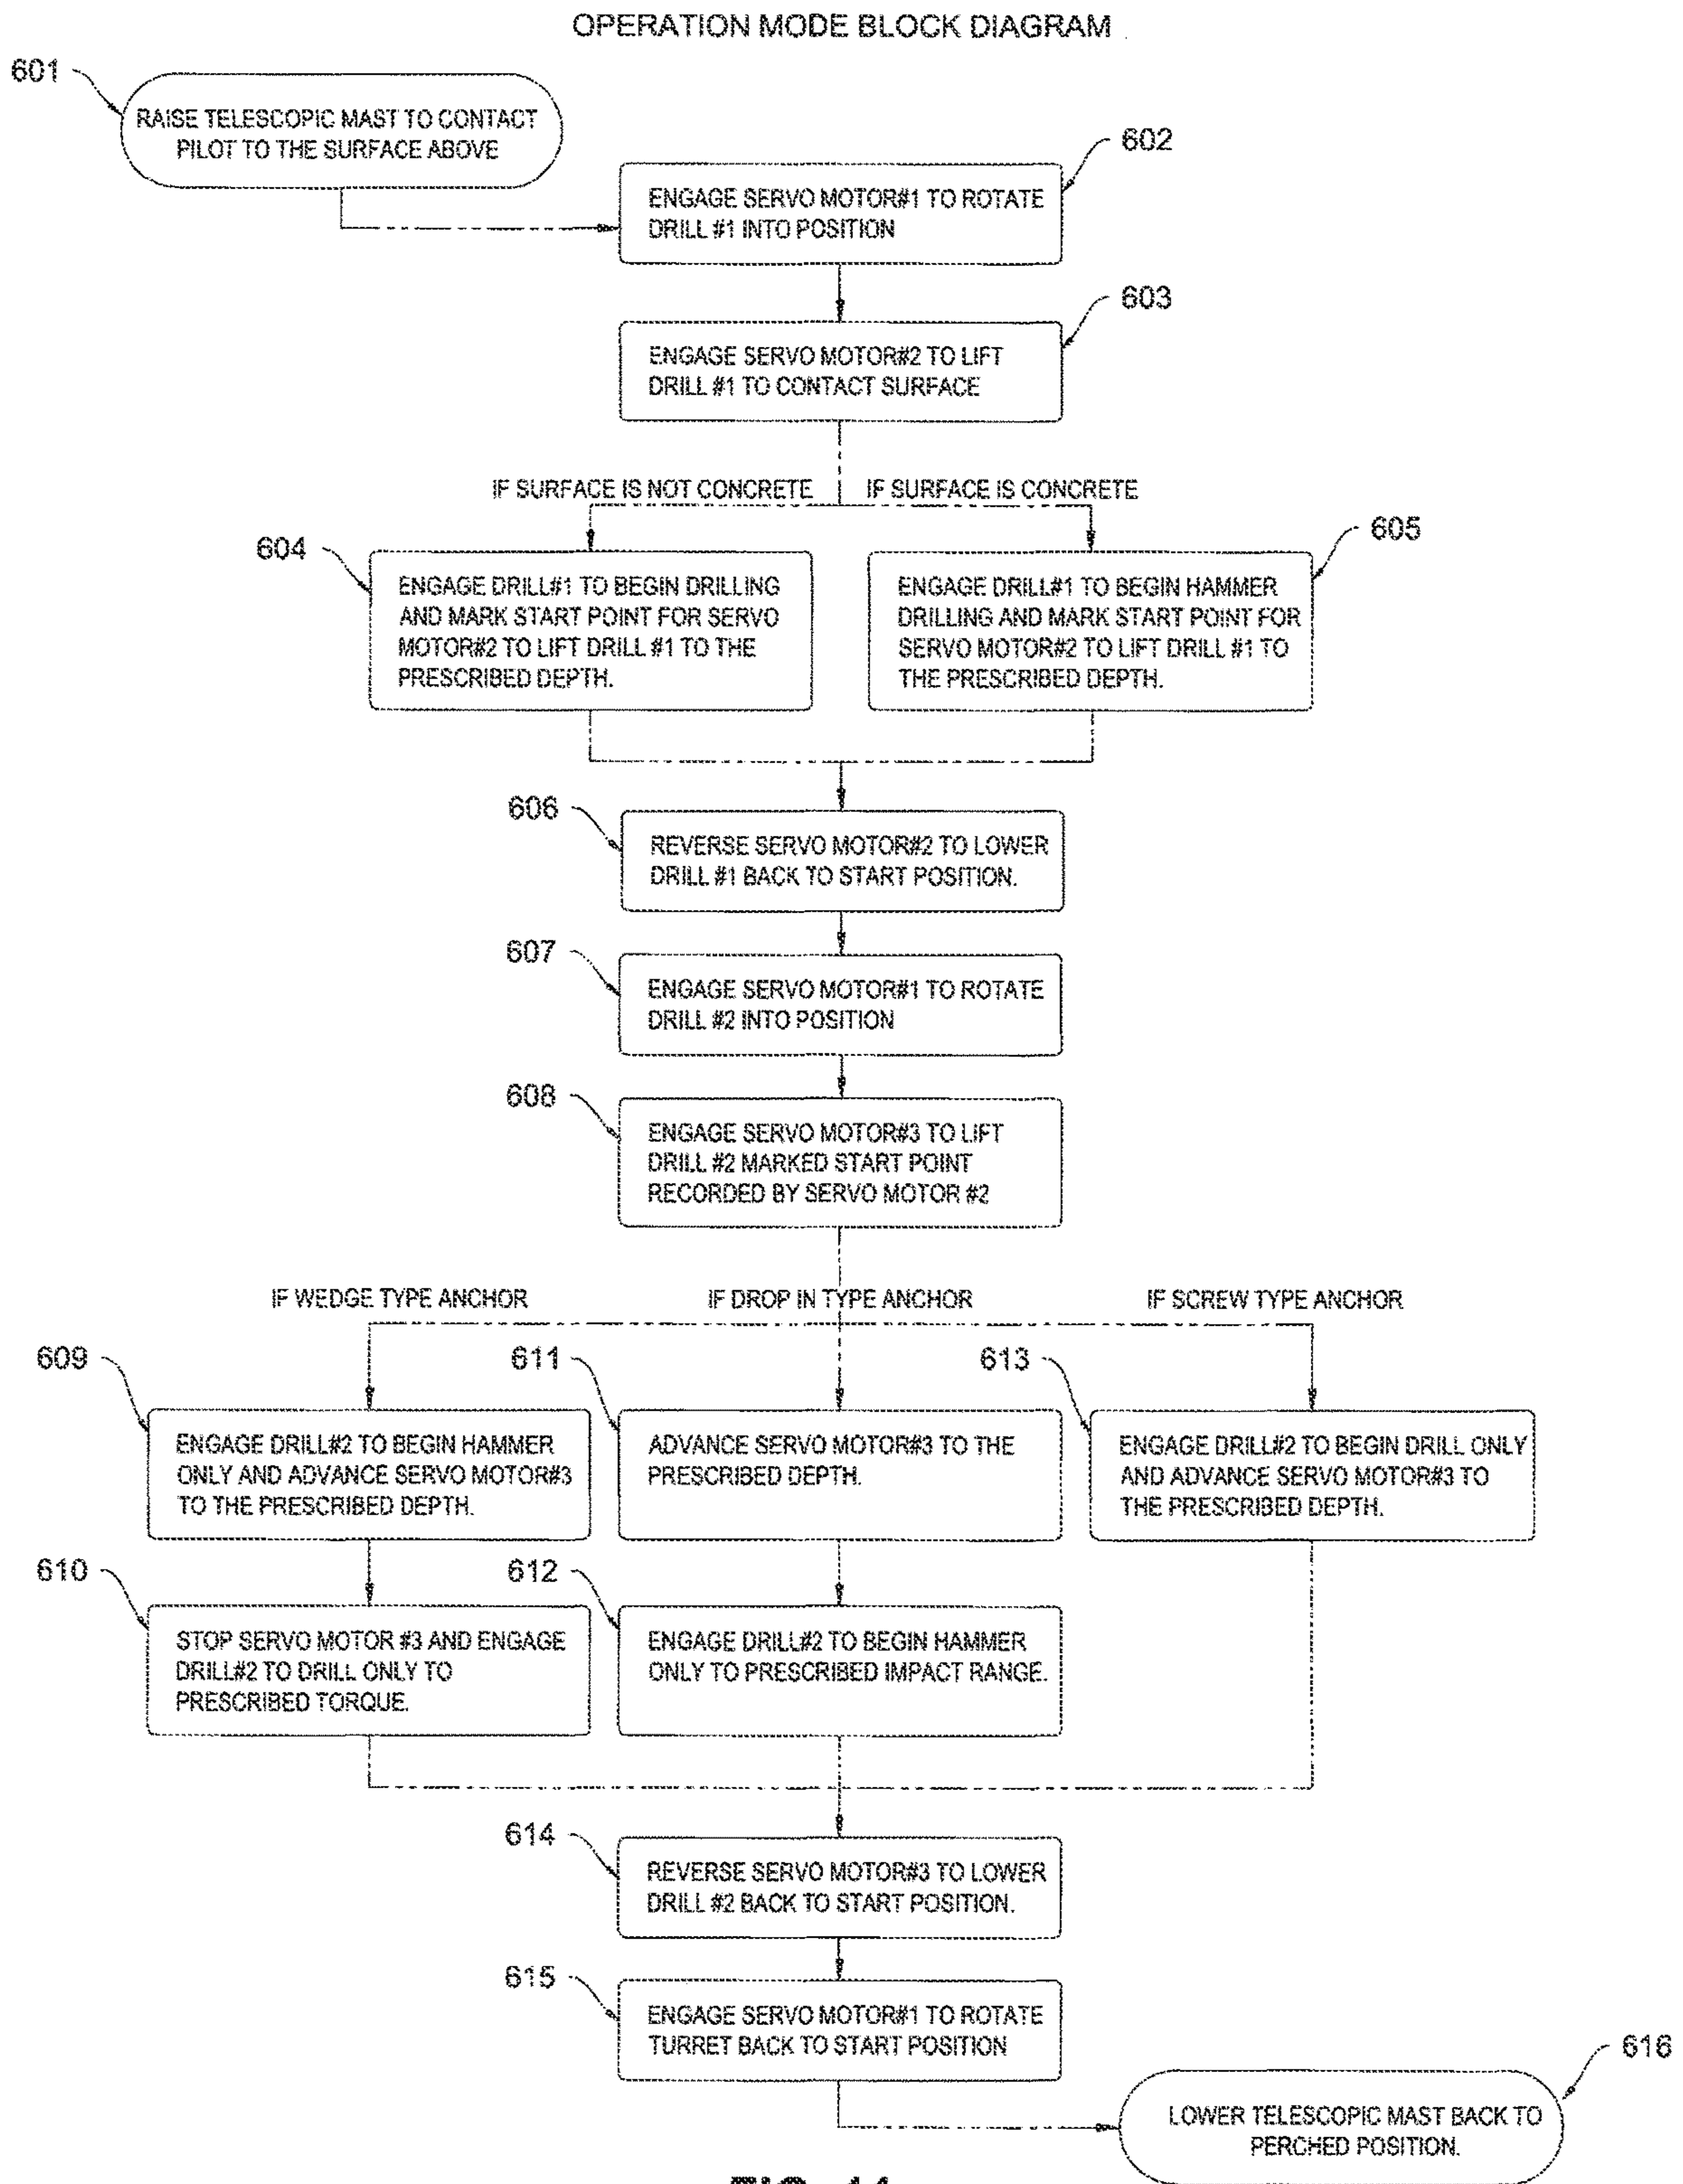 OPERATION MODE BLOCK DIAGRAM
601
RAISE TELESCOPIC MAST TO CONTACT
PILOT TO THE SURFACE ABOVE
602
ENGAGE SERVO MOTOR#1 TO ROTATE
DRILL #1 INTO POSITION
603
ENGAGE SERVO MOTOR#2 TO LIFT
DRILL #1 TO CONTACT SURFACE
IF SURFACE IS NOT CONCRETE
IF SURFACE IS CONCRETE
604
ENGAGE DRILL#1 TO BEGIN DRILLING
AND MARK START POINT FOR SERVO
MOTOR#2 TO LIFT DRILL #1 TO THE
PRESCRIBED DEPTH.
605
ENGAGE DRILL#1 TO BEGIN HAMMER
DRILLING AND MARK START POINT FOR
SERVO MOTOR#2 TO LIFT DRILL #1 TO
THE PRESCRIBED DEPTH.
606
REVERSE SERVO MOTOR#2 TO LOWER
DRILL #1 BACK TO START POSITION.
607
ENGAGE SERVO MOTOR#1 TO ROTATE
DRILL #2 INTO POSITION
608
ENGAGE SERVO MOTOR#3 TO LIFT
DRILL #2 MARKED START POINT
RECORDED BY SERVO MOTOR #2
IF WEDGE TYPE ANCHOR
IF DROP IN TYPE ANCHOR
IF SCREW TYPE ANCHOR
609
ENGAGE DRILL#2 TO BEGIN HAMMER
ONLY AND ADVANCE SERVO MOTOR#3
TO THE PRESCRIBED DEPTH.
611
ADVANCE SERVO MOTOR#3 TO THE
PRESCRIBED DEPTH.
613
ENGAGE DRILL#2 TO BEGIN DRILL ONLY
AND ADVANCE SERVO MOTOR#3 TO
THE PRESCRIBED DEPTH.
610
STOP SERVO MOTOR #3 AND ENGAGE
DRILL#2 TO DRILL ONLY TO
PRESCRIBED TORQUE.
612
ENGAGE DRILL#2 TO BEGIN HAMMER
ONLY TO PRESCRIBED IMPACT RANGE.
614
REVERSE SERVO MOTOR#3 TO LOWER
DRILL #2 BACK TO START POSITION.
615
ENGAGE SERVO MOTOR#1 TO ROTATE
TURRET BACK TO START POSITION
616
LOWER TELESCOPIC MAST BACK TO
PERCHED POSITION.